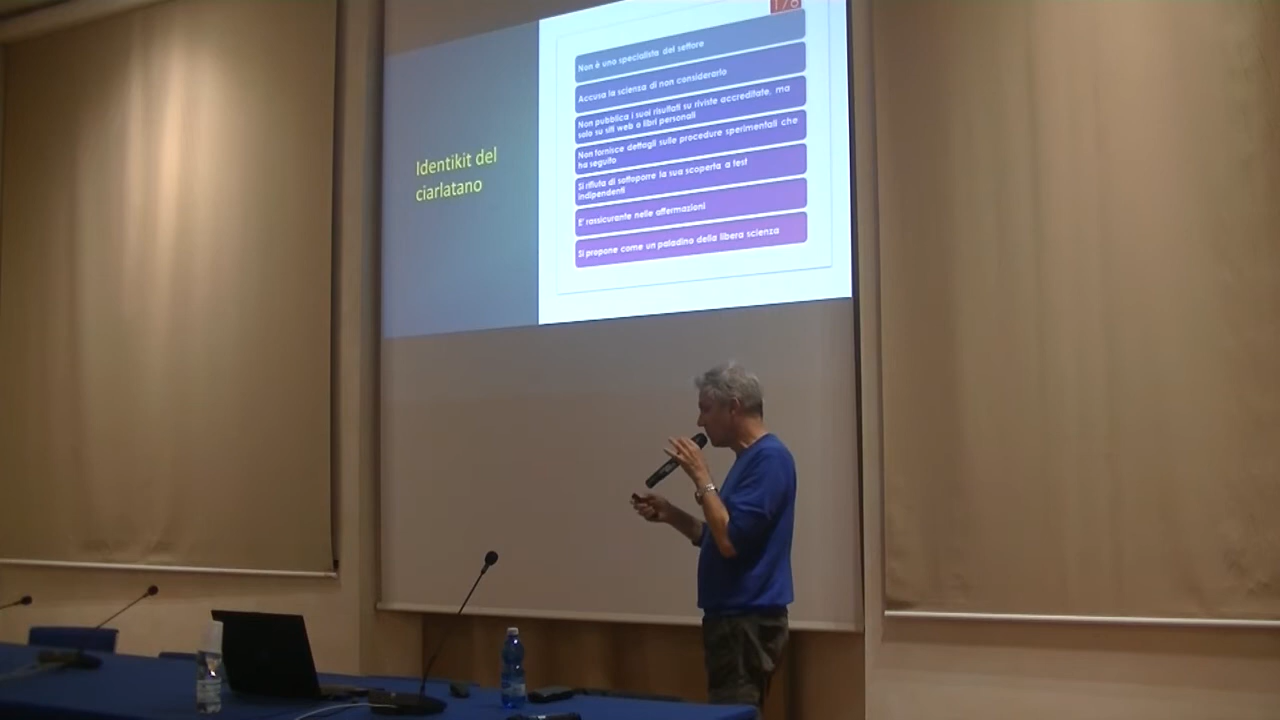 178
Identikit del
ciarlatano
Non è uno specialista del settore
Accusa la scienza di non considerarlo
Non pubblica i suoi risultati su riviste accreditate, ma
solo su siti web o libri personali
Non fornisce dettagli sulle procedure sperimentali che
ha seguito
Si rifiuta di sottoporre la sua scoperta a test
indipendenti
E' rassicurante nelle affermazioni
Si propone come un paladino della libera scienza